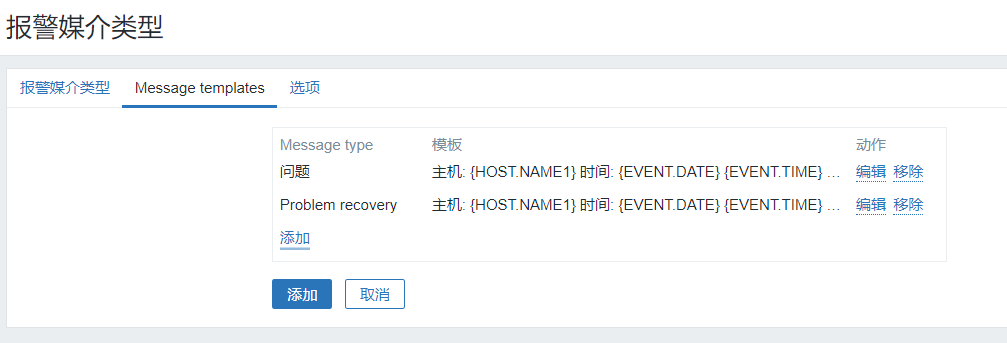 报警媒介类型
报警媒介类型 Message templates 选项
Message type 模板 动作
问题 主机: {HOST.NAME1} 时间: {EVENT.DATE} {EVENT.TIME} ... 编辑 移除
Problem recovery 主机: {HOST.NAME1} 时间: {EVENT.DATE} {EVENT.TIME} ... 编辑 移除
添加
添加 取消